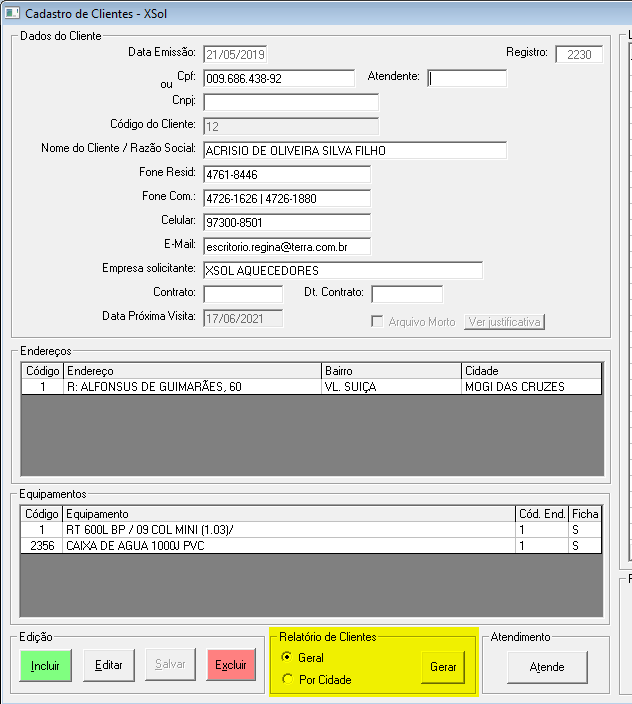 Cadastro de Clientes - XSol
Dados do Cliente
Data Emissão: 21/05/2019 Registro: 2230
Cpf: 009.686.438-92 Atendente:
ou
Cnpj:
Código do Cliente: 12
Nome do Cliente / Razão Social: ACRISIO DE OLIVEIRA SILVA FILHO
Fone Resid: 4761-8446
Fone Com.: 4726-1626 | 4726-1880
Celular: 97300-8501
E-Mail: escritorio.regina@terra.com.br
Empresa solicitante: XSOL AQUECEDORES
Contrato: Dt. Contrato:
Data Próxima Visita: 17/06/2021 Arquivo Morto Ver justificativa
Endereços
Código Endereço Bairro Cidade
1 R: ALFONSUS DE GUIMARÃES, 60 VL. SUIÇA MOGI DAS CRUZES
Equipamentos
Código Equipamento Cód. End. Ficha
1 RT 600L BP / 09 COL MINI (1.03)/ 1 S
2356 CAIXA DE AGUA 1000J PVC 1 S
Edição Relatório de Clientes Atendimento
Incluir Editar Salvar Excluir Geral Gerar Atende
Por Cidade